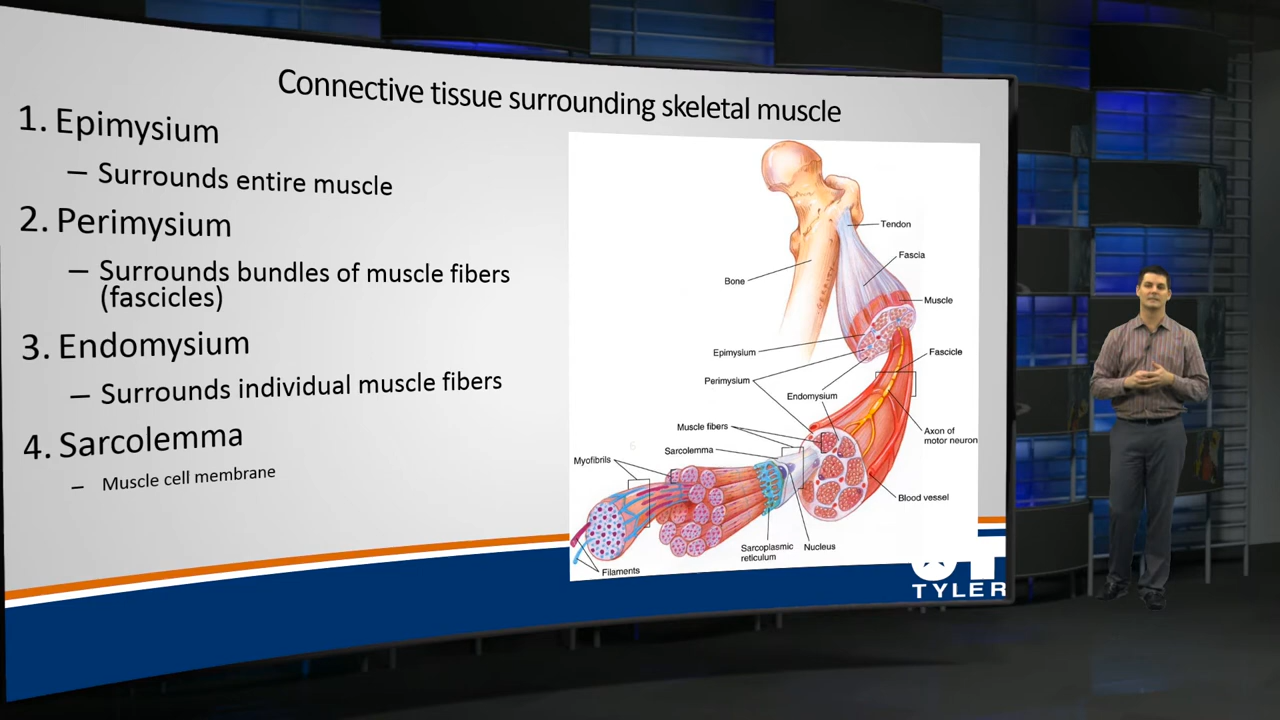 Connective tissue surrounding skeletal muscle
1. Epimysium
– Surrounds entire muscle
2. Perimysium
– Surrounds bundles of muscle fibers
(fascicles)
3. Endomysium
– Surrounds individual muscle fibers
4. Sarcolemma
– Muscle cell membrane
Tendon
Fascia
Bone
Muscle
Epimysium
Fascicle
Perimysium
Endomysium
Muscle fibers
Axon of
motor neuron
Sarcolemma
Myofibrils
Blood vessel
Sarcoplasmic
reticulum
Nucleus
Filaments
TYLER